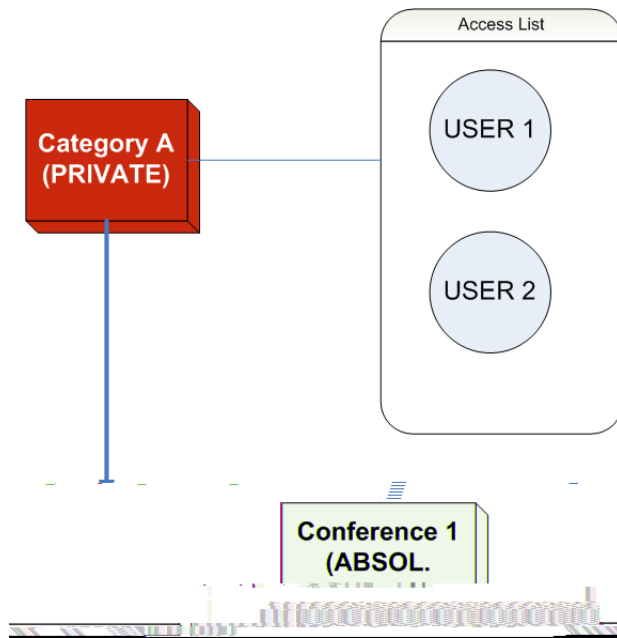 Access List
USER 1
Category A
(PRIVATE)
USER 2
Conference 1
(ABSOL.